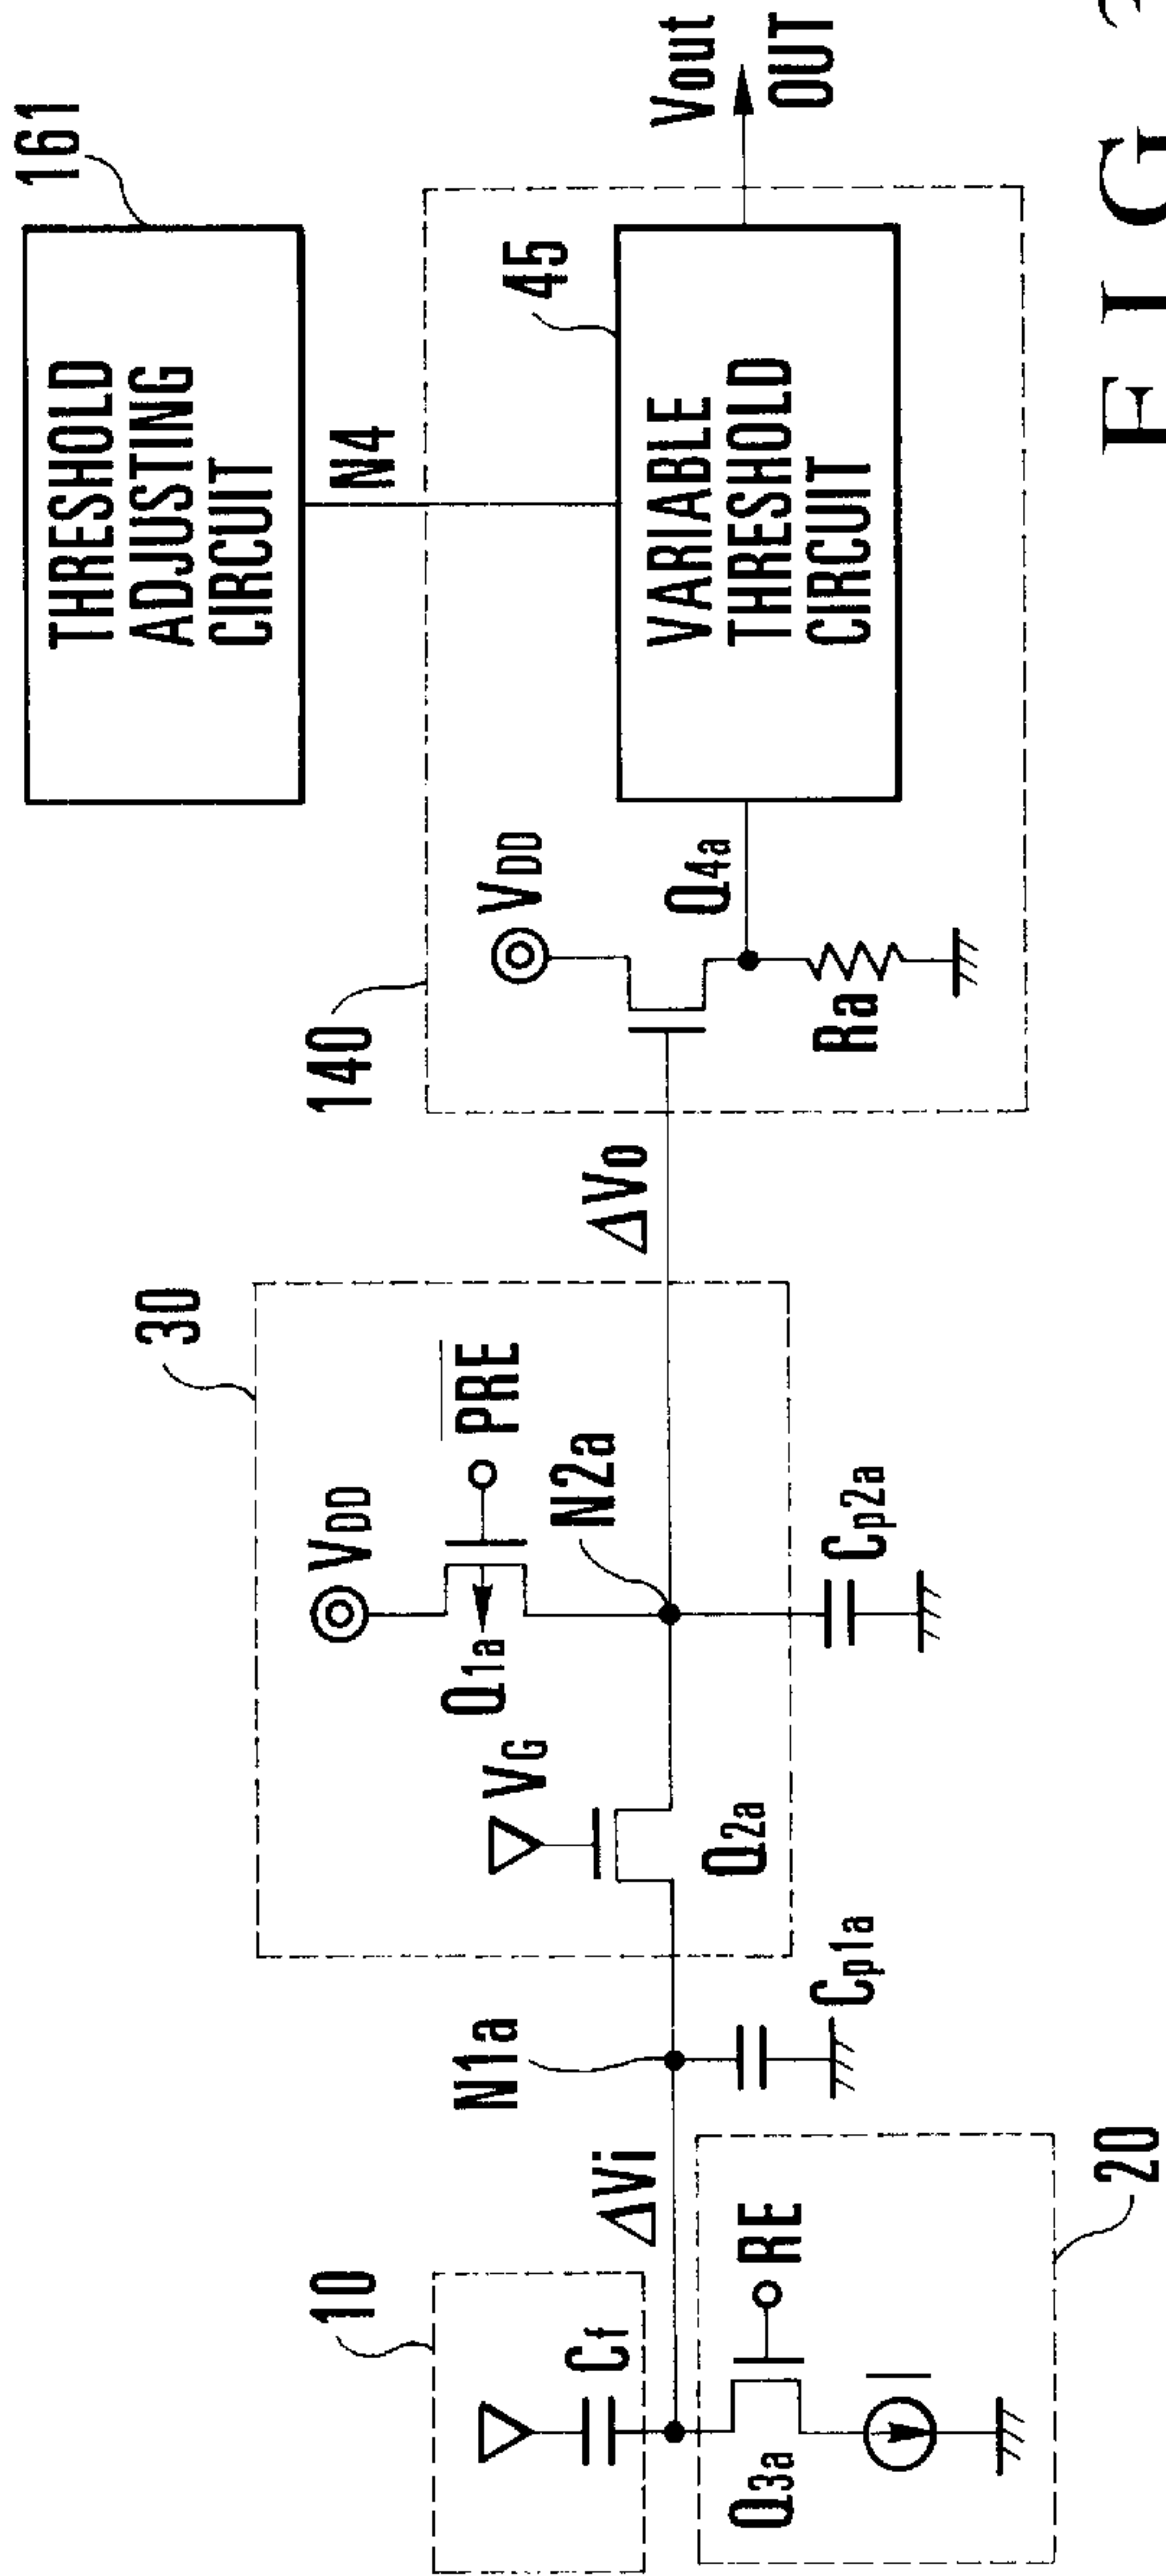 10
Cf
ΔVi
Q3a
RE
I
20
N1a
Cp1a
30
VDD
PRE
Q1a
VG
Q2a
N2a
Cp2a
ΔVo
140
VDD
Q4a
Ra
THRESHOLD
ADJUSTING
CIRCUIT
161
N4
45
VARIABLE
THRESHOLD
CIRCUIT
Vout
OUT
FIG